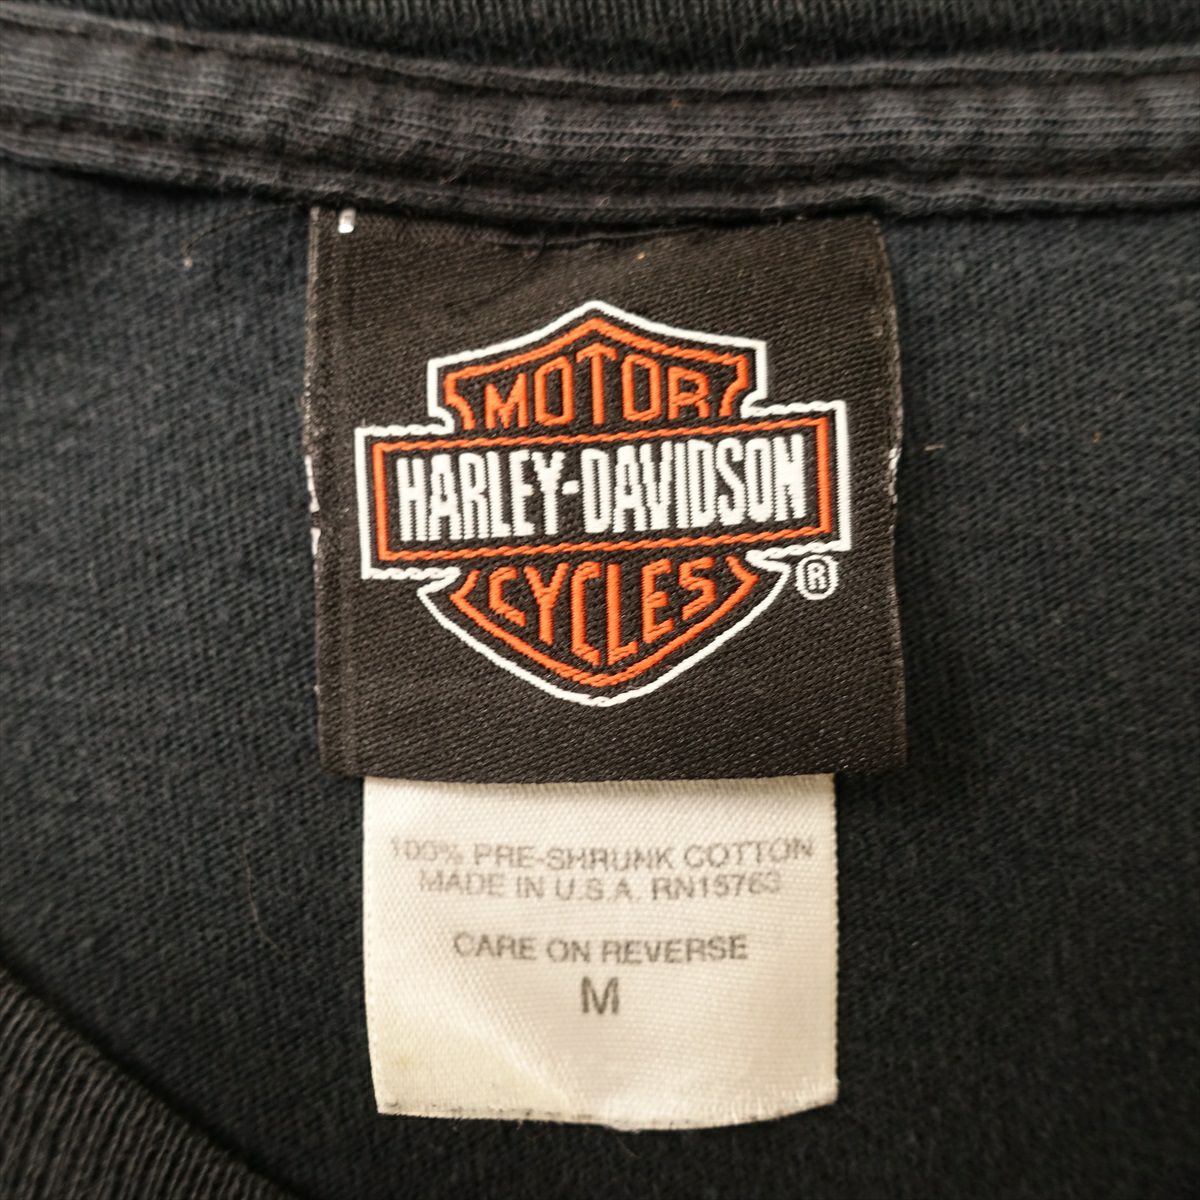 MOTOR
HARLEY-DAVIDSON
CYCLES
®
100% PRE-SHRUNK COTTON
MADE IN U.S.A. RN15763
CARE ON REVERSE
M